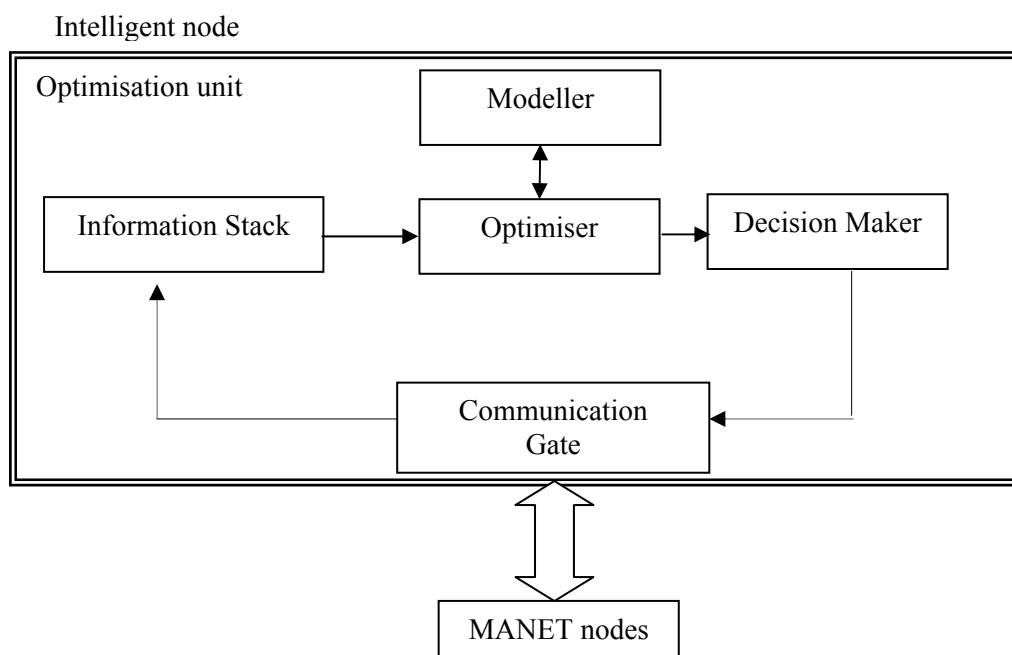 Intelligent node
Optimisation unit
Modeller
Information Stack
Optimiser
Decision Maker
Communication
Gate
MANET nodes